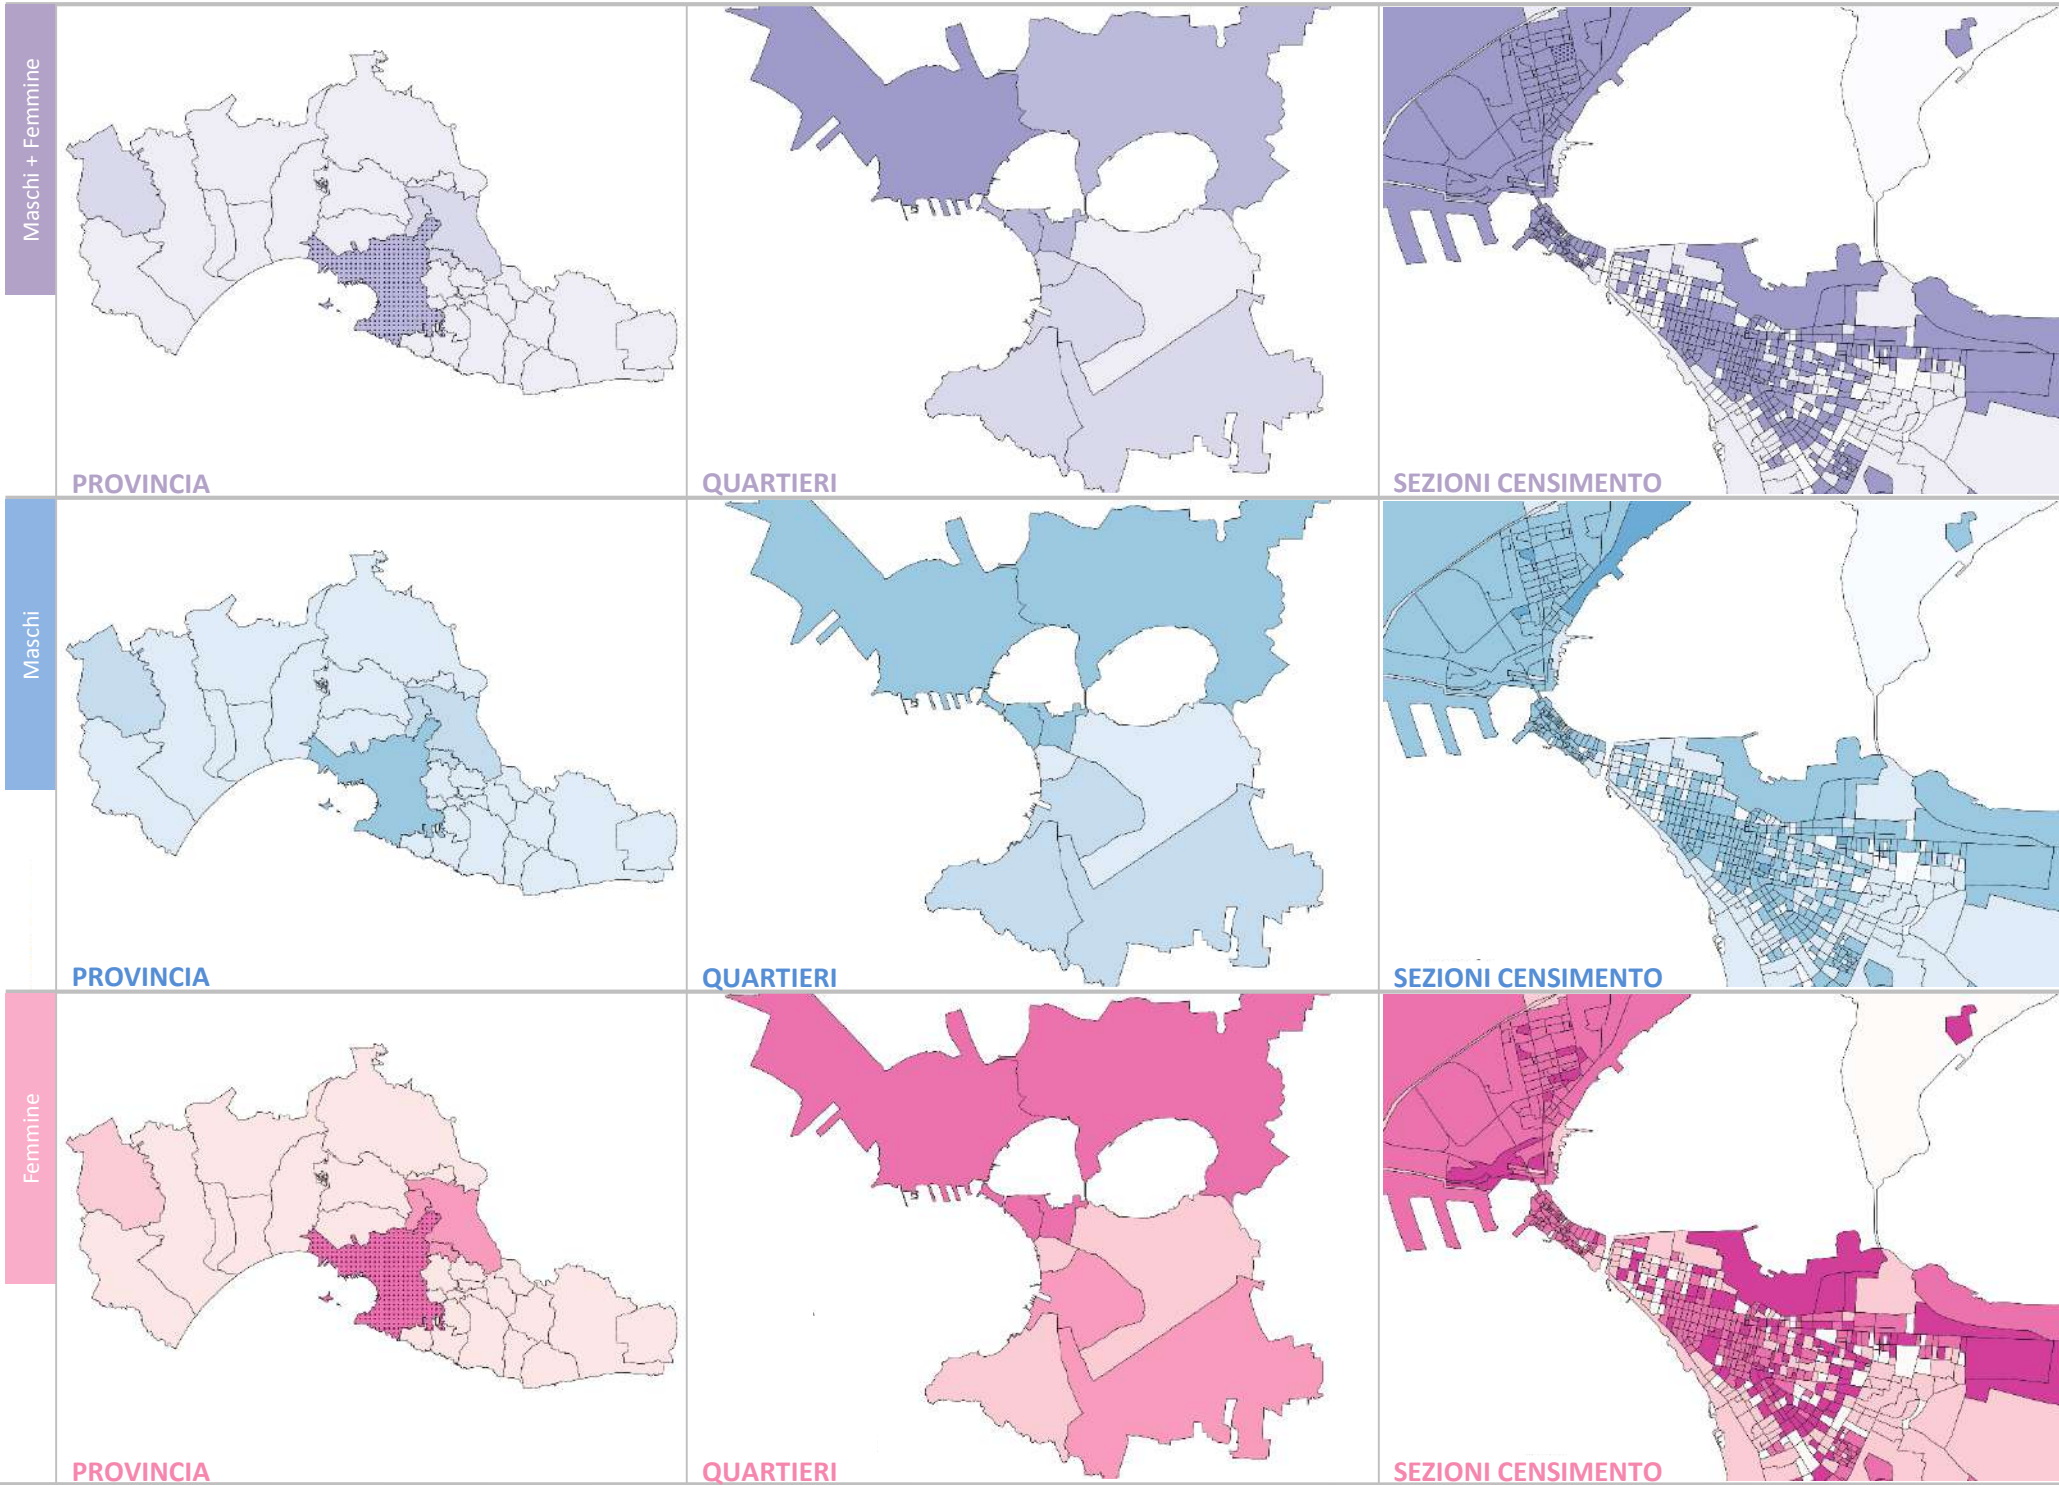 Maschi + Femmine
PROVINCIA
QUARTIERI
SEZIONI CENSIMENTO
Maschi
PROVINCIA
QUARTIERI
SEZIONI CENSIMENTO
Femmine
PROVINCIA
QUARTIERI
SEZIONI CENSIMENTO